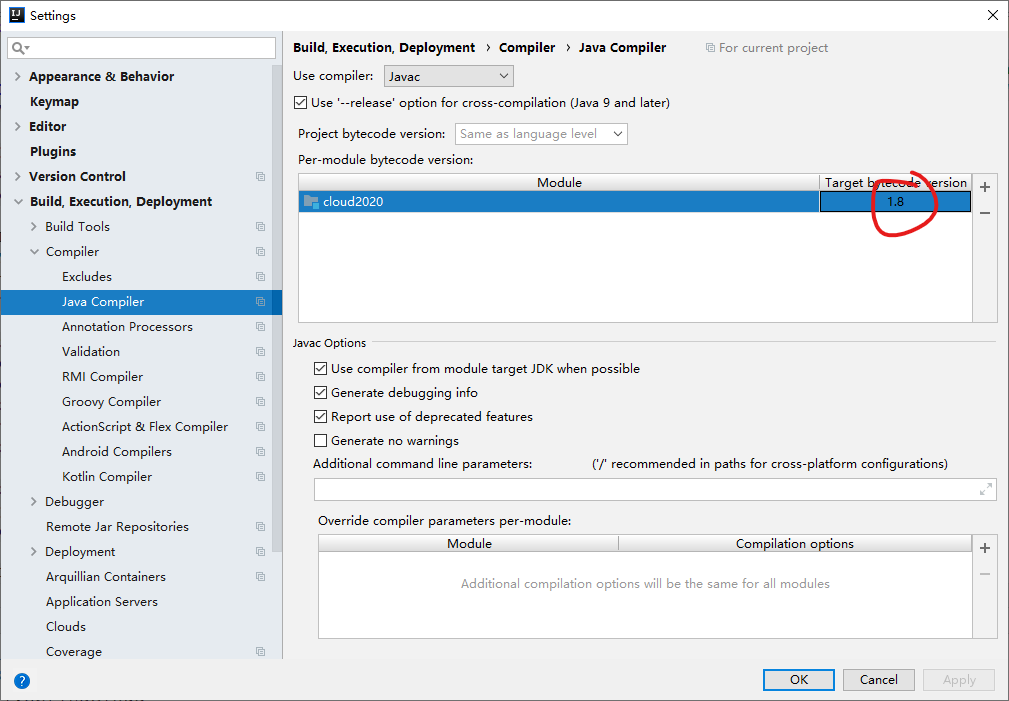 Settings
Build, Execution, Deployment › Compiler › Java Compiler For current project
Appearance & Behavior
Keymap
Editor
Plugins
Version Control
Build, Execution, Deployment
Build Tools
Compiler
Excludes
Java Compiler
Annotation Processors
Validation
RMI Compiler
Groovy Compiler
ActionScript & Flex Compiler
Android Compilers
Kotlin Compiler
Debugger
Remote Jar Repositories
Deployment
Arquillian Containers
Application Servers
Clouds
Coverage
Use compiler: Javac
Use '--release' option for cross-compilation (Java 9 and later)
Project bytecode version: Same as language level
Per-module bytecode version:
Module Target bytecode version
cloud2020 1.8
Javac Options
Use compiler from module target JDK when possible
Generate debugging info
Report use of deprecated features
Generate no warnings
Additional command line parameters: ('/' recommended in paths for cross-platform configurations)
Override compiler parameters per-module:
Module Compilation options
Additional compilation options will be the same for all modules
? OK Cancel Apply